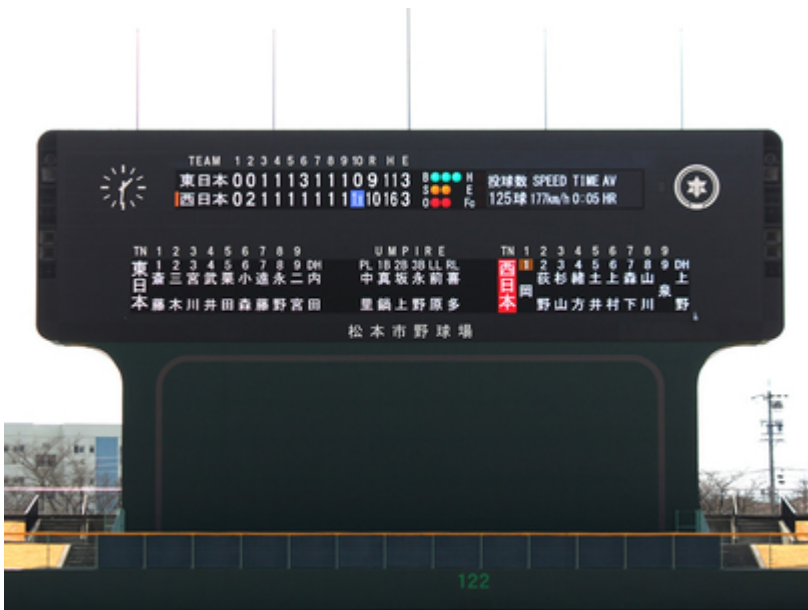 TEAM 1 2 3 4 5 6 7 8 9 10 R H E
東日本 0 0 1 1 1 3 1 1 1 0 9 11 3 B H 投球数 SPEED TIME AV
西日本 0 2 1 1 1 1 1 1 1 1x 10 16 3 S E O Fc 125球 177km/h 0:05 HR
TN 1 2 3 4 5 6 7 8 9 UMPIRE TN 1 2 3 4 5 6 7 8 9
1 2 3 4 5 6 7 8 9 DH PL 1B 2B 3B LL RL 1 2 3 4 5 6 7 8 9 DH
東日本 斎藤 三木 宮川 武井 栗田 小森 遠藤 永野 二宮 内田 中里 真鍋 坂上 永野 前原 喜多 西日本 岡 荻野 杉山 緒方 土井 上村 森下 山川 泉 上野
松本市野球場
122